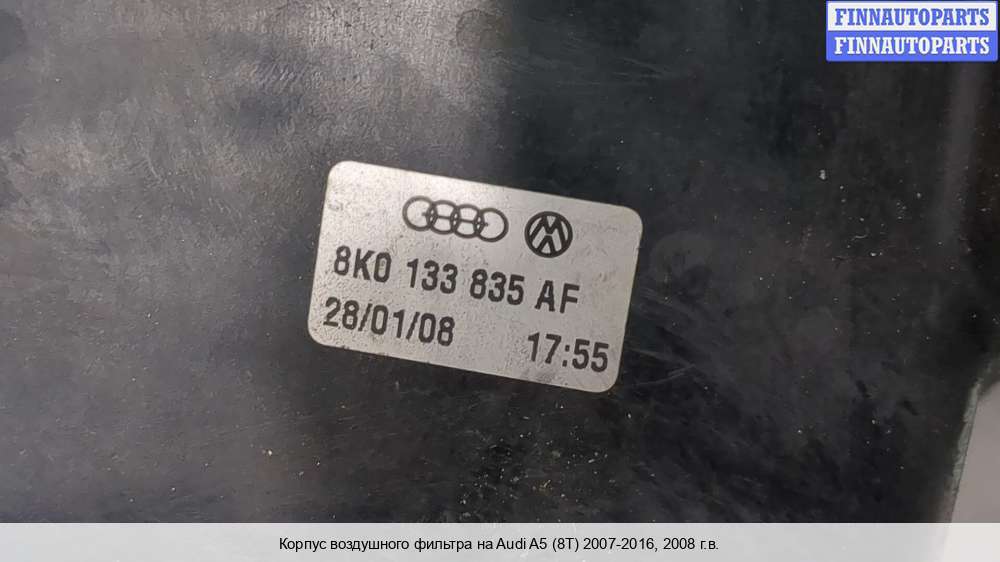 FINNAUTOPARTS
FINNAUTOPARTS
8K0 133 835 AF
28/01/08 17:55
Корпус воздушного фильтра на Audi A5 (8T) 2007-2016, 2008 г.в.